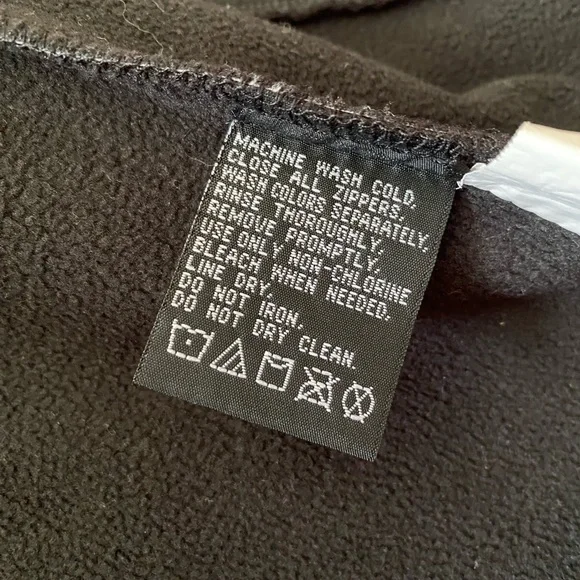 MACHINE WASH COLD.
CLOSE ALL ZIPPERS.
WASH COLORS SEPARATELY.
RINSE THOROUGHLY.
REMOVE PROMPTLY.
USE ONLY NON-CHLORINE
BLEACH WHEN NEEDED.
LINE DRY.
DO NOT IRON.
DO NOT DRY CLEAN.